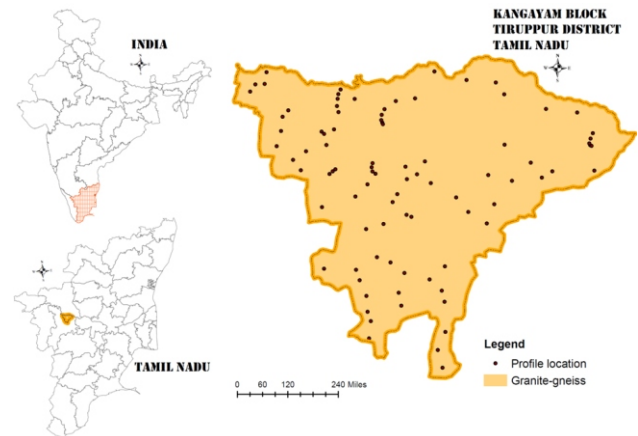 INDIA
KANGAYAM BLOCK
TIRUPPUR DISTRICT
TAMIL NADU
TAMIL NADU
Legend
Profile location
Granite-gneiss
0 60 120 240 Miles